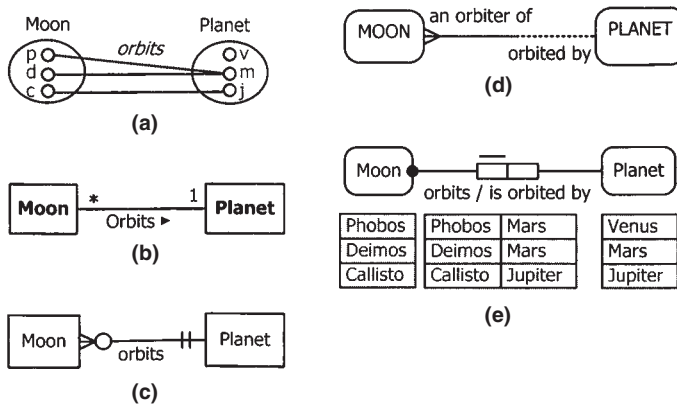 Moon Planet
orbits
p v
d m
c j
(a)
Moon * 1 Planet
Orbits ►
(b)
Moon Planet
orbits
(c)
MOON an orbiter of PLANET
orbited by
(d)
Moon Planet
orbits / is orbited by
Phobos Phobos Mars Venus
Deimos Deimos Mars Mars
Callisto Callisto Jupiter Jupiter
(e)